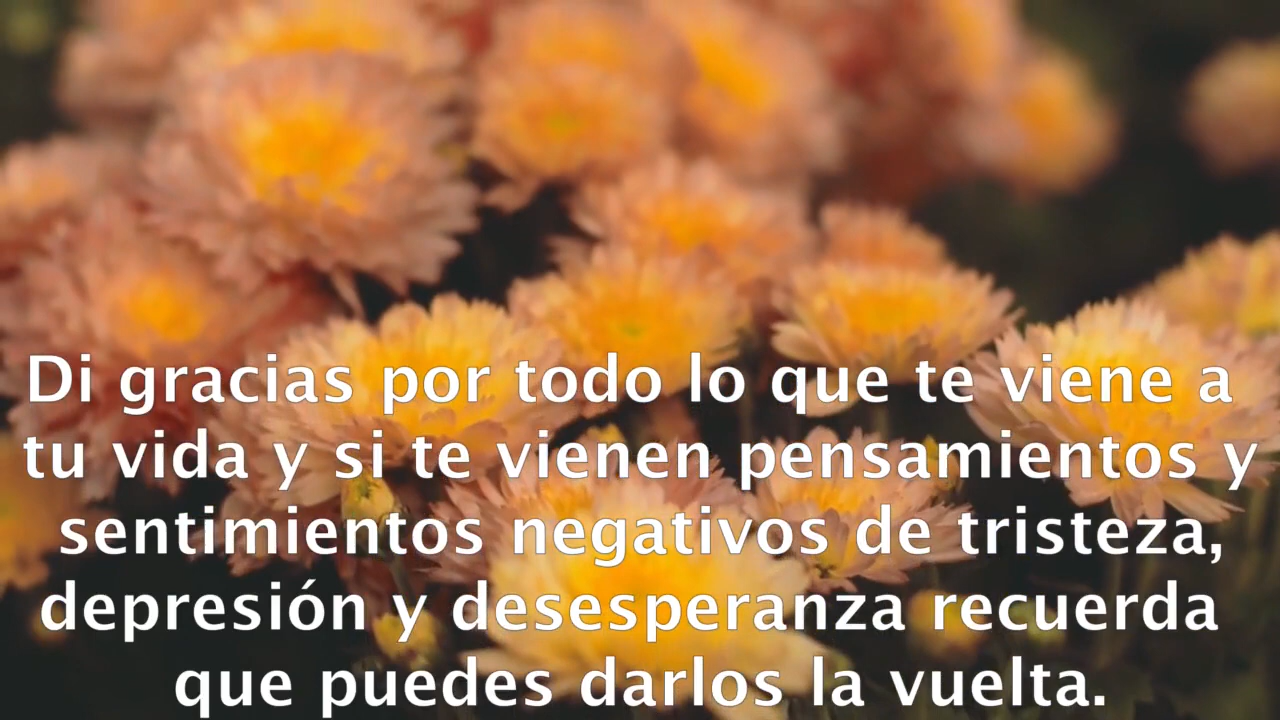 Di gracias por todo lo que te viene a
tu vida y si te vienen pensamientos y
sentimientos negativos de tristeza,
depresión y desesperanza recuerda
que puedes darlos la vuelta.